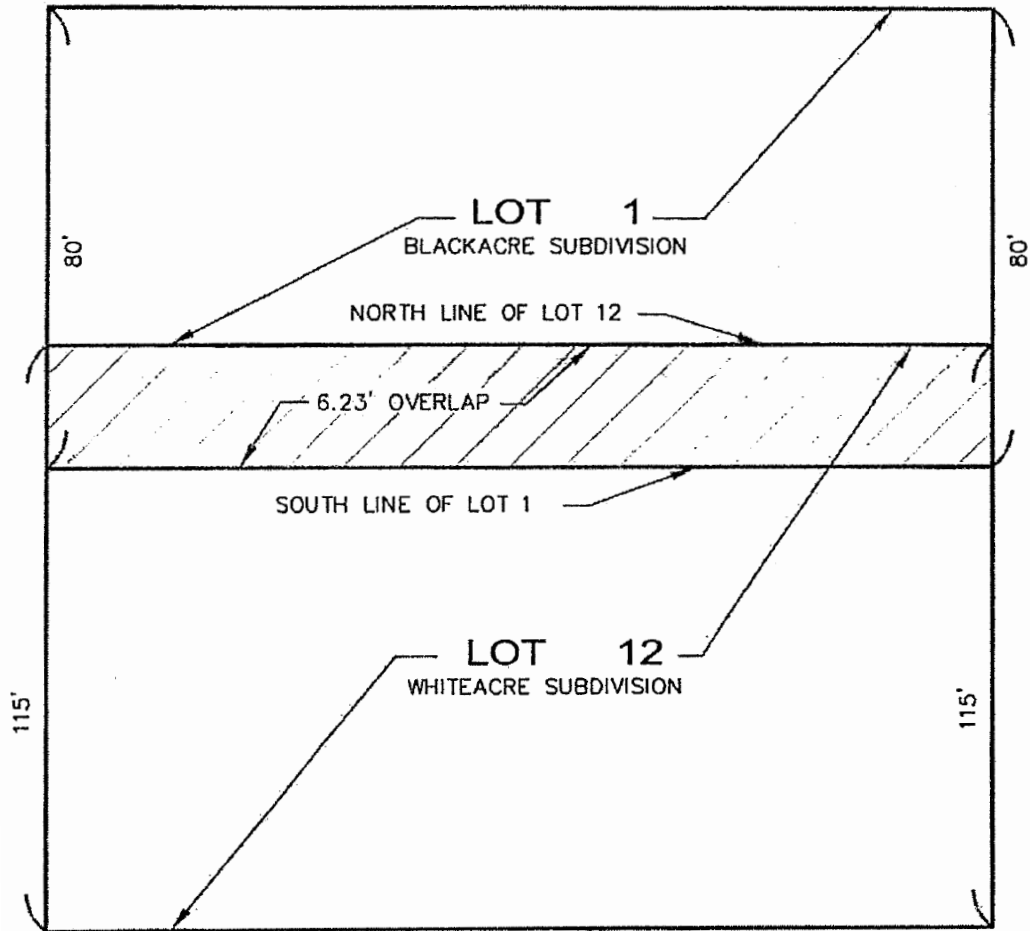 80'
80'
LOT 1
BLACKACRE SUBDIVISION
NORTH LINE OF LOT 12
6.23' OVERLAP
SOUTH LINE OF LOT 1
LOT 12
WHITEACRE SUBDIVISION
115'
115'